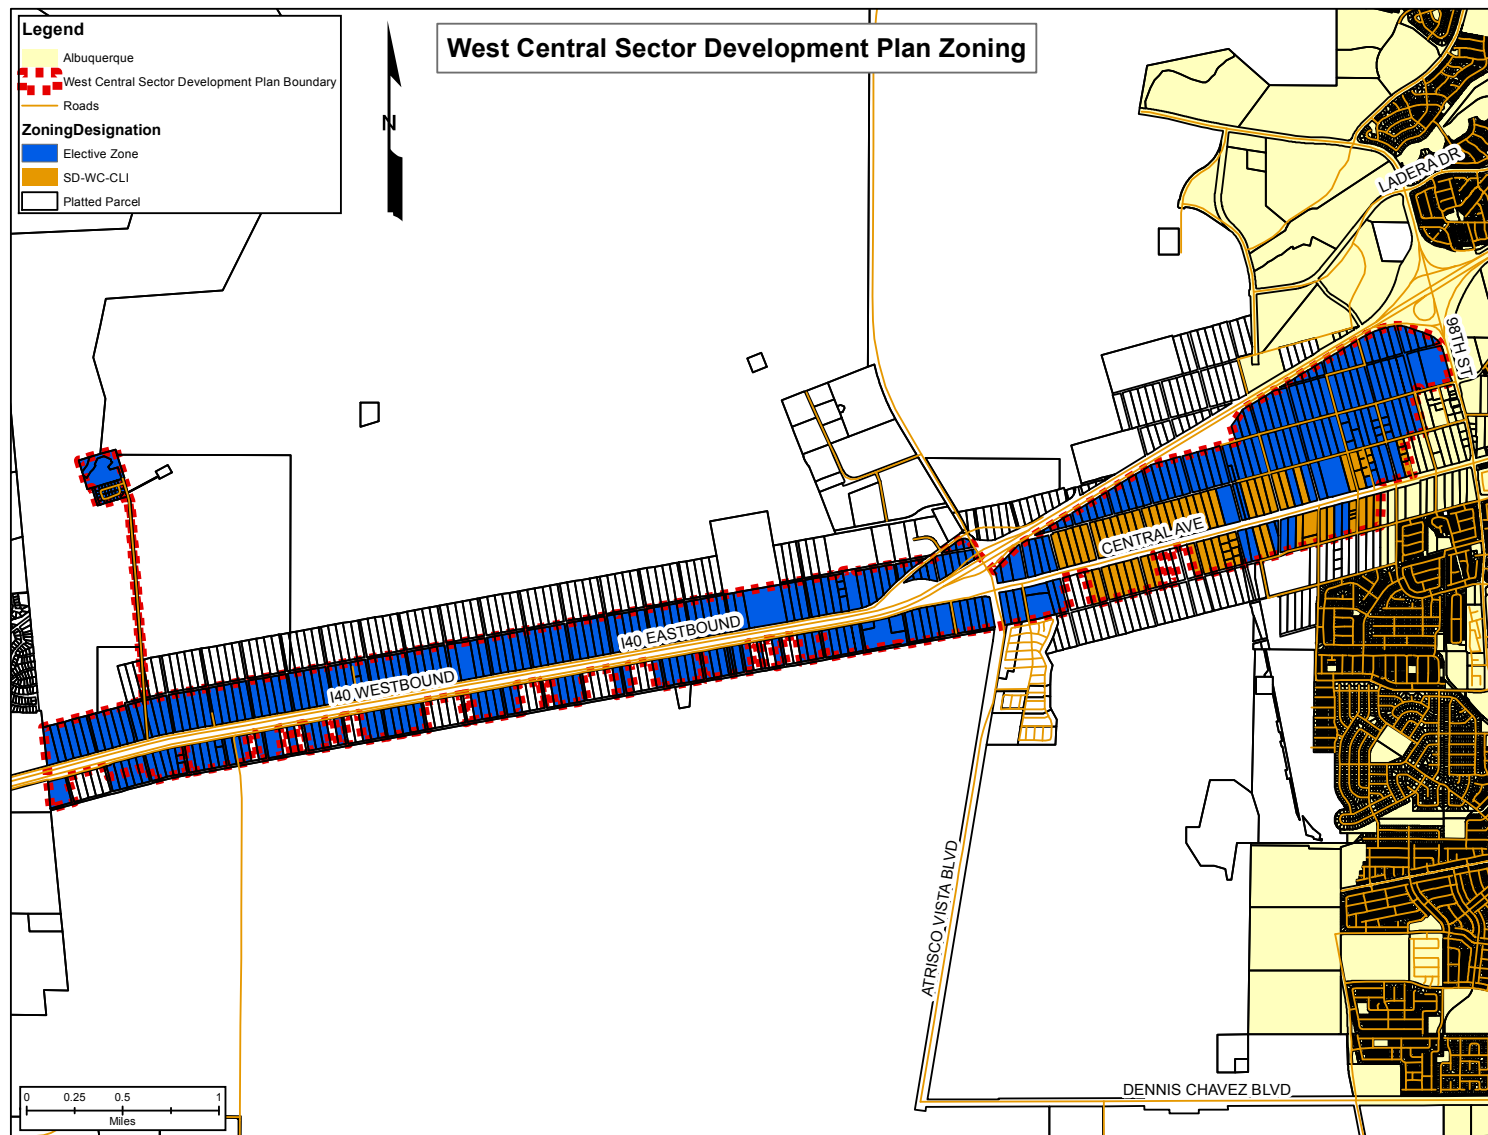 West Central Sector Development Plan Zoning
Legend
Albuquerque
West Central Sector Development Plan Boundary
Roads
ZoningDesignation
Elective Zone
SD-WC-CLI
Platted Parcel
N
LADERA DR
98TH ST
CENTRAL AVE
I40 EASTBOUND
I40 WESTBOUND
ATRISCO VISTA BLVD
DENNIS CHAVEZ BLVD
0 0.25 0.5 1
Miles